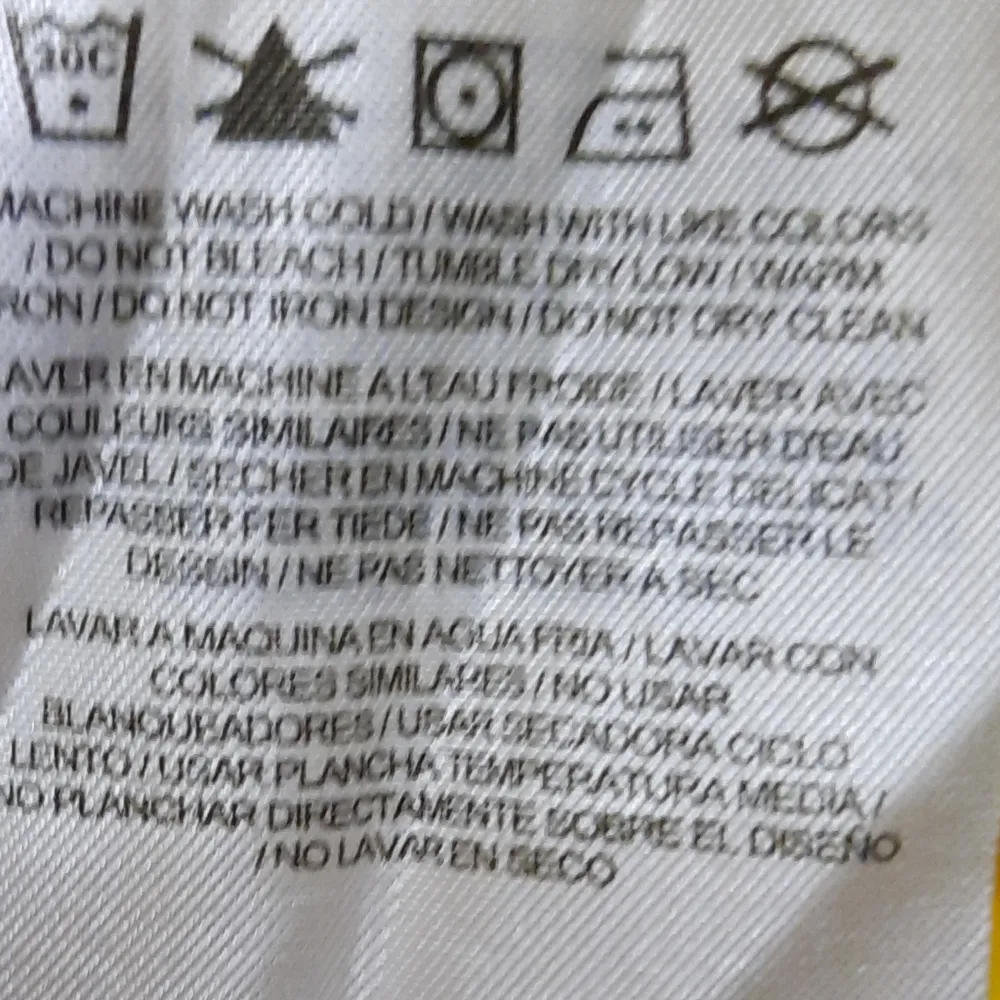 30C
MACHINE WASH COLD / WASH WITH LIKE COLORS
/ DO NOT BLEACH / TUMBLE DRY LOW / WARM
IRON / DO NOT IRON DESIGN / DO NOT DRY CLEAN
LAVER EN MACHINE A L'EAU FROIDE / LAVER AVEC
COULEURS SIMILAIRES / NE PAS UTILISER D'EAU
DE JAVEL / SECHER EN MACHINE CYCLE DELICAT /
REPASSER FER TIEDE / NE PAS REPASSER LE
DESSIN / NE PAS NETTOYER A SEC
LAVAR A MAQUINA EN AGUA FRIA / LAVAR CON
COLORES SIMILARES / NO USAR
BLANQUEADORES / USAR SECADORA CICLO
LENTO / USAR PLANCHA TEMPERATURA MEDIA /
NO PLANCHAR DIRECTAMENTE SOBRE EL DISEÑO
/ NO LAVAR EN SECO